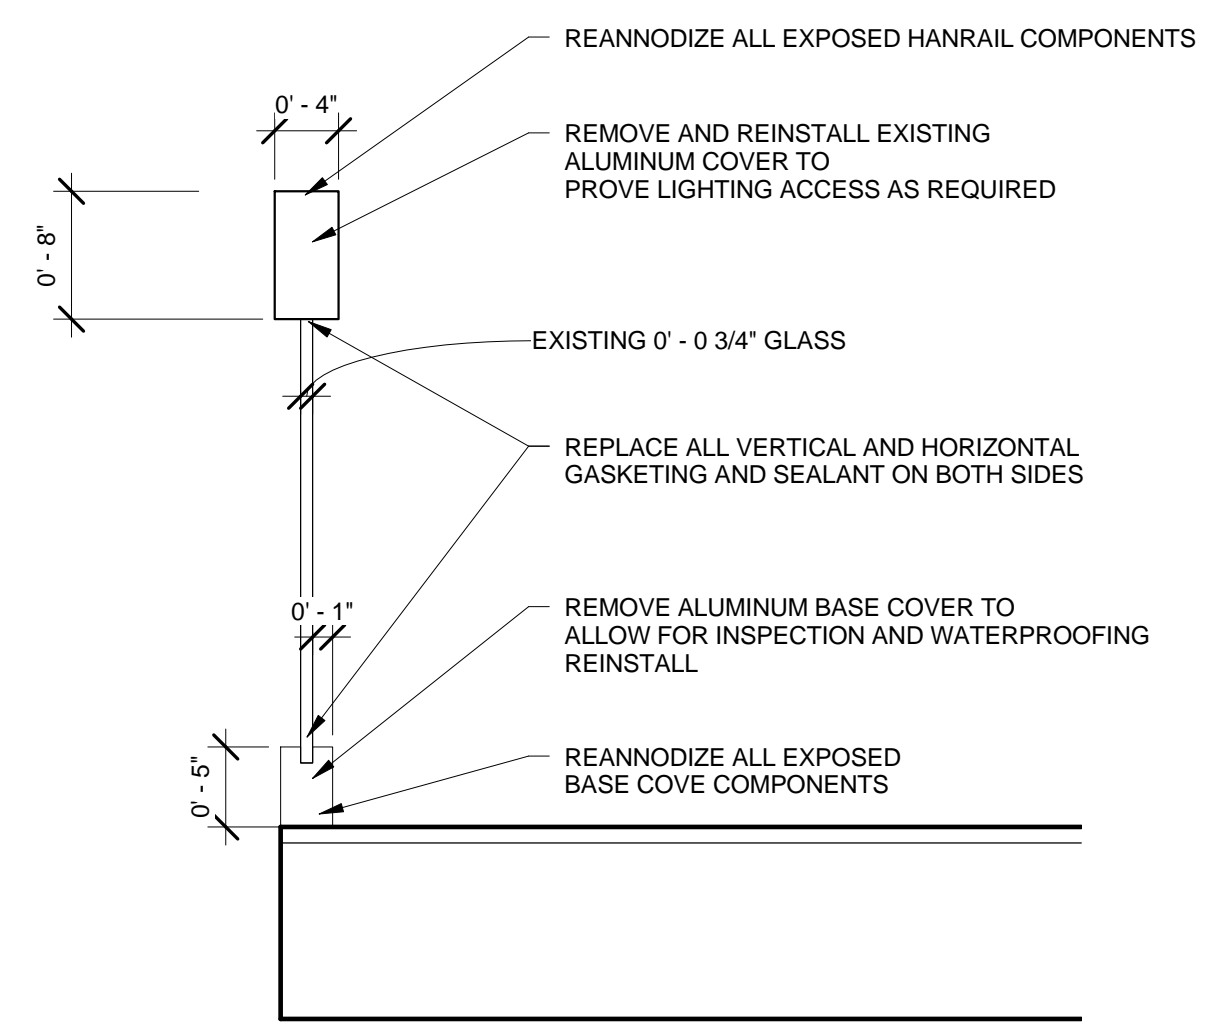 REANNODIZE ALL EXPOSED HANRAIL COMPONENTS
0' - 4"
REMOVE AND REINSTALL EXISTING
ALUMINUM COVER TO
PROVE LIGHTING ACCESS AS REQUIRED
0' - 8"
EXISTING 0' - 0 3/4" GLASS
REPLACE ALL VERTICAL AND HORIZONTAL
GASKETING AND SEALANT ON BOTH SIDES
0' - 1"
REMOVE ALUMINUM BASE COVER TO
ALLOW FOR INSPECTION AND WATERPROOFING
REINSTALL
0' - 5"
REANNODIZE ALL EXPOSED
BASE COVE COMPONENTS